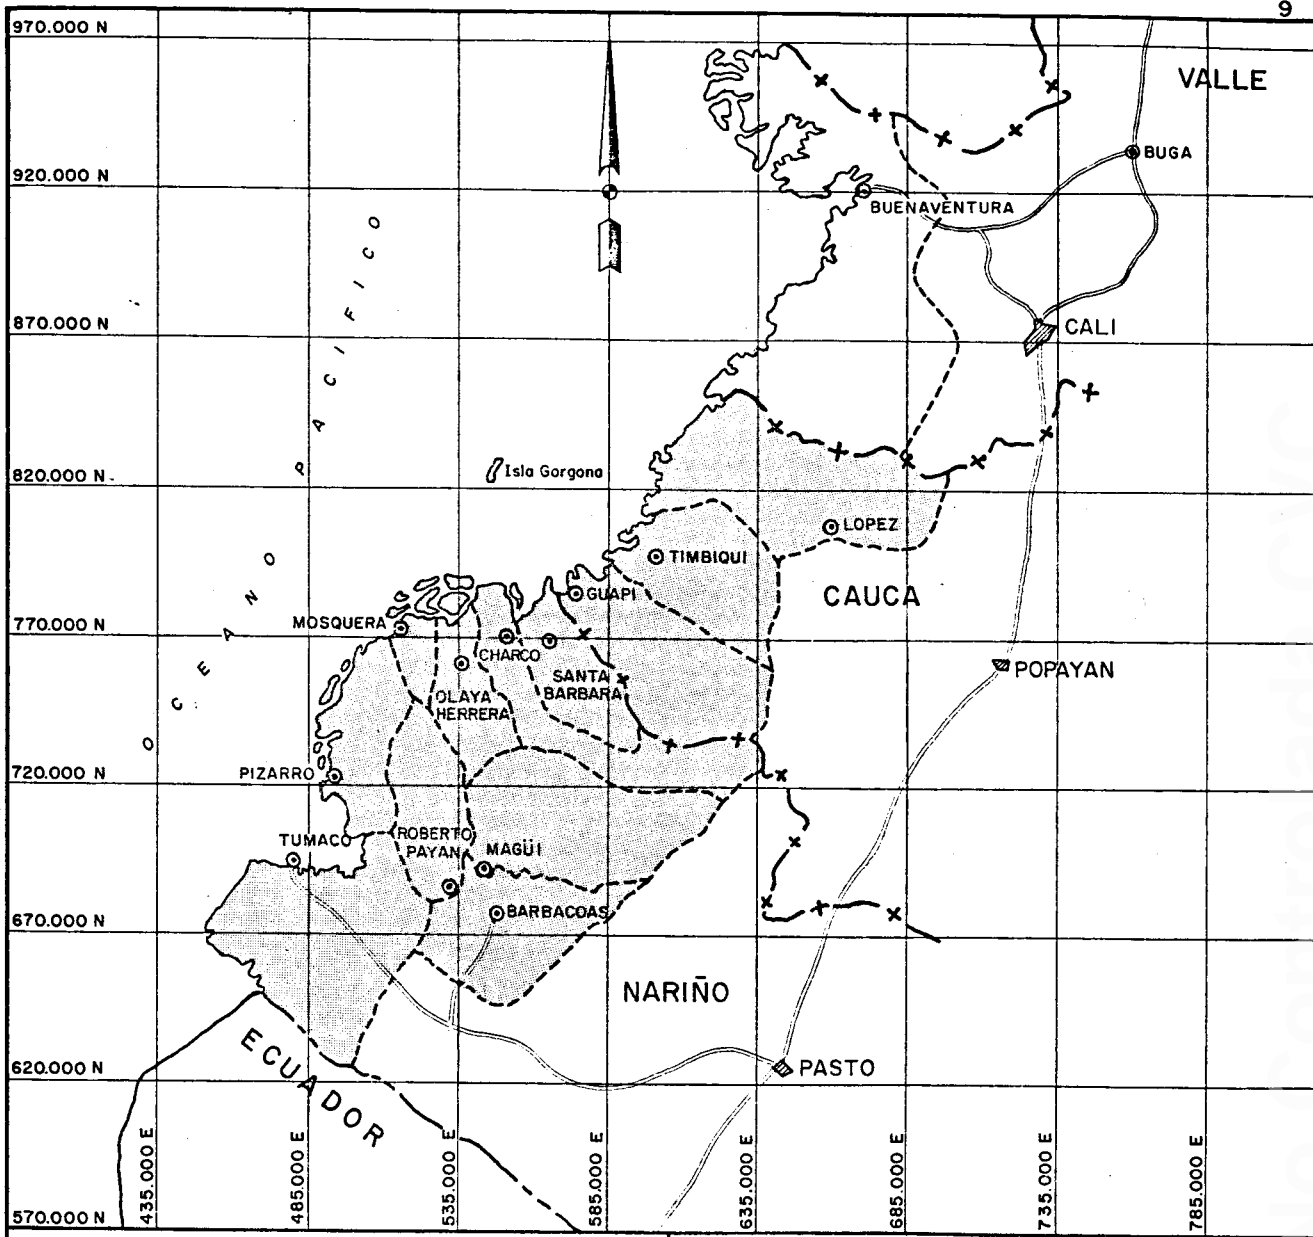 9
970.000 N
VALLE
BUGA
920.000 N
BUENAVENTURA
OCEANO PACIFICO
870.000 N
CALI
Isla Gorgona
820.000 N
LOPEZ
TIMBIQUI
GUAPI
CAUCA
MOSQUERA
770.000 N
CHARCO
SANTA
BARBARA
POPAYAN
OLAYA
HERRERA
PIZARRO
720.000 N
TUMACO
ROBERTO
PAYAN
MAGÜI
BARBACOAS
670.000 N
NARIÑO
ECUADOR
PASTO
620.000 N
435.000 E
485.000 E
535.000 E
585.000 E
635.000 E
685.000 E
735.000 E
785.000 E
570.000 N
No Controlada CVC